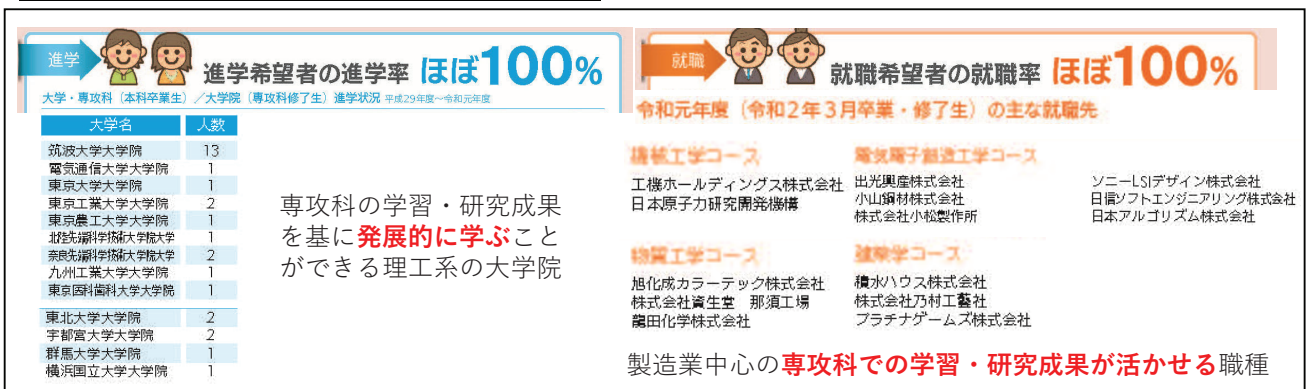 進学
進学希望者の進学率 ほぼ100%
大学・専攻科（本科卒業生）／大学院（専攻科修了生）進学状況 平成29年度～令和元年度
大学名 人数
筑波大学大学院 13
電気通信大学大学院 1
東京大学大学院 1
東京工業大学大学院 2
東京農工大学大学院 1
北陸先端科学技術大学院大学 1
奈良先端科学技術大学院大学 2
九州工業大学大学院 1
東京医科歯科大学大学院 1
東北大学大学院 2
宇都宮大学大学院 2
群馬大学大学院 1
横浜国立大学大学院 1
専攻科の学習・研究成果
を基に発展的に学ぶこと
ができる理工系の大学院
就職
就職希望者の就職率 ほぼ100%
令和元年度（令和２年３月卒業・修了生）の主な就職先
機械工学コース
工機ホールディングス株式会社
日本原子力研究開発機構
電気電子創造工学コース
出光興産株式会社
小山鋼材株式会社
株式会社小松製作所
ソニーLSIデザイン株式会社
日信ソフトエンジニアリング株式会社
日本アルゴリズム株式会社
物質工学コース
旭化成カラーテック株式会社
株式会社資生堂 那須工場
龍田化学株式会社
建築学コース
積水ハウス株式会社
株式会社乃村工藝社
プラチナゲームズ株式会社
製造業中心の専攻科での学習・研究成果が活かせる職種